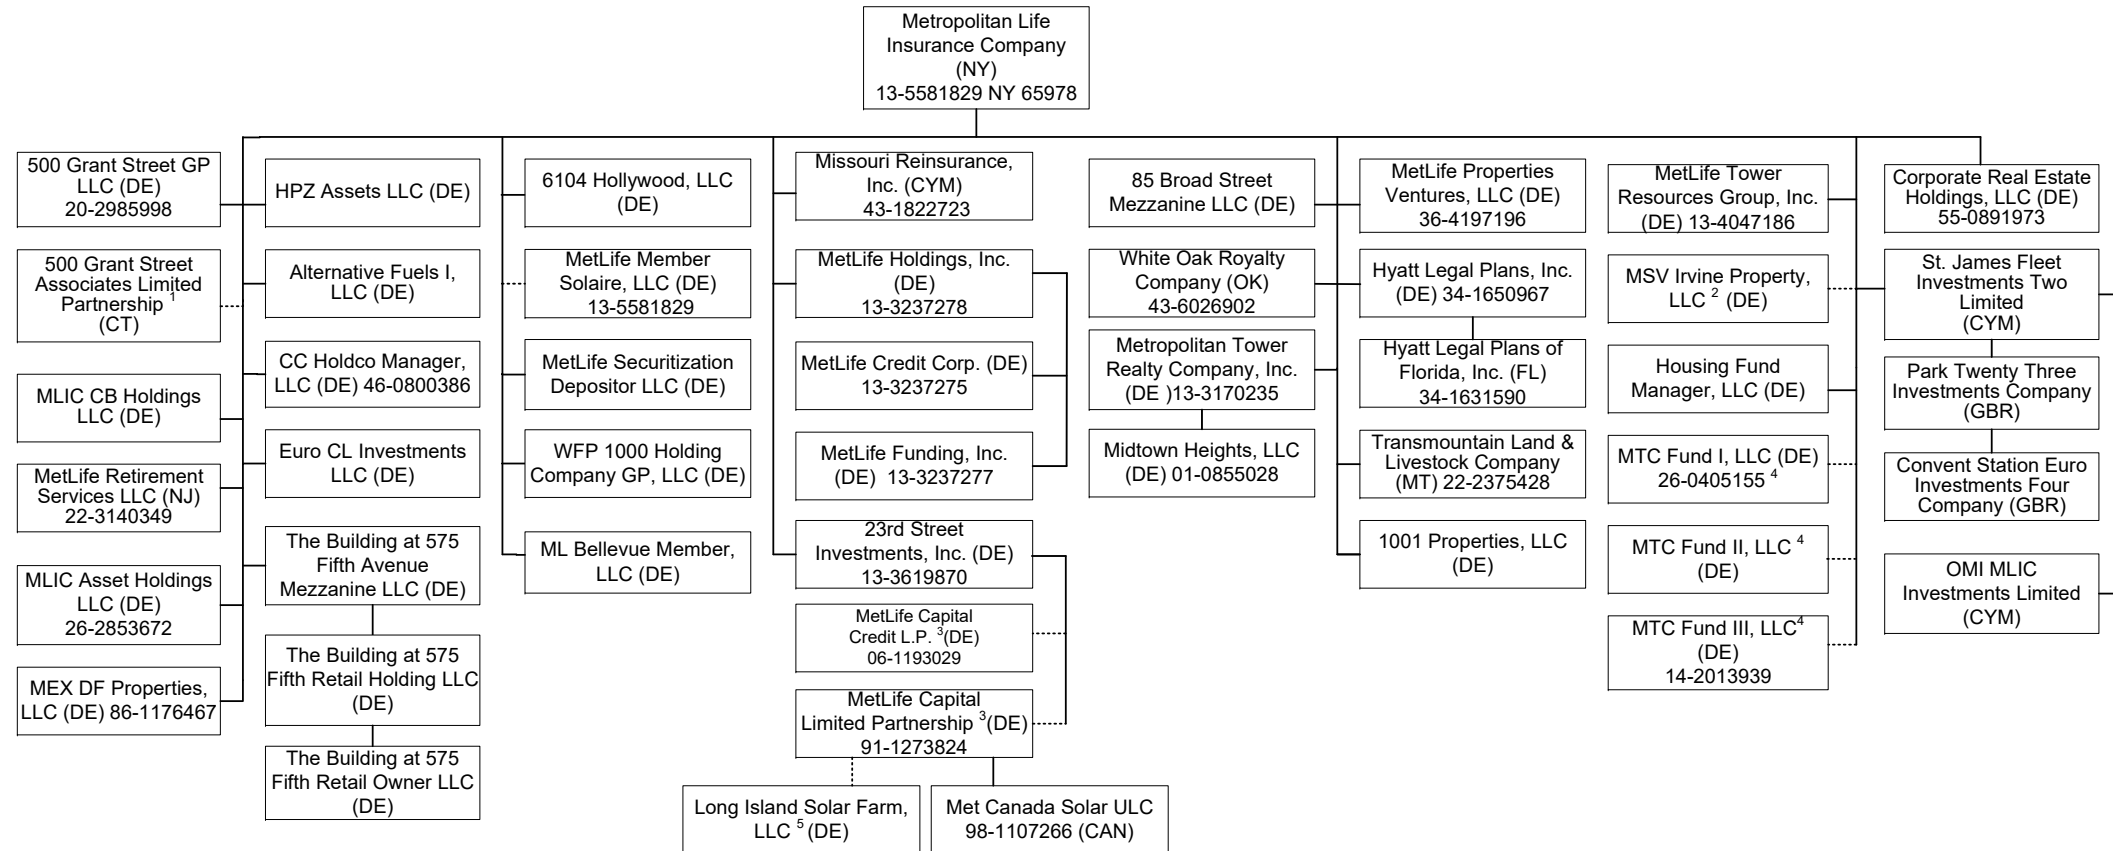 Metropolitan Life
Insurance Company
(NY)
13-5581829 NY 65978
500 Grant Street GP
LLC (DE)
20-2985998
500 Grant Street
Associates Limited
Partnership 1
(CT)
MLIC CB Holdings
LLC (DE)
MetLife Retirement
Services LLC (NJ)
22-3140349
MLIC Asset Holdings
LLC (DE)
26-2853672
MEX DF Properties,
LLC (DE) 86-1176467
HPZ Assets LLC (DE)
Alternative Fuels I,
LLC (DE)
CC Holdco Manager,
LLC (DE) 46-0800386
Euro CL Investments
LLC (DE)
The Building at 575
Fifth Avenue
Mezzanine LLC (DE)
The Building at 575
Fifth Retail Holding LLC
(DE)
The Building at 575
Fifth Retail Owner LLC
(DE)
6104 Hollywood, LLC
(DE)
MetLife Member
Solaire, LLC (DE)
13-5581829
MetLife Securitization
Depositor LLC (DE)
WFP 1000 Holding
Company GP, LLC (DE)
ML Bellevue Member,
LLC (DE)
Missouri Reinsurance,
Inc. (CYM)
43-1822723
MetLife Holdings, Inc.
(DE)
13-3237278
MetLife Credit Corp. (DE)
13-3237275
MetLife Funding, Inc.
(DE) 13-3237277
23rd Street
Investments, Inc. (DE)
13-3619870
MetLife Capital
Credit L.P. 3(DE)
06-1193029
MetLife Capital
Limited Partnership 3(DE)
91-1273824
Long Island Solar Farm,
LLC 5 (DE)
Met Canada Solar ULC
98-1107266 (CAN)
85 Broad Street
Mezzanine LLC (DE)
White Oak Royalty
Company (OK)
43-6026902
Metropolitan Tower
Realty Company, Inc.
(DE )13-3170235
Midtown Heights, LLC
(DE) 01-0855028
MetLife Properties
Ventures, LLC (DE)
36-4197196
Hyatt Legal Plans, Inc.
(DE) 34-1650967
Hyatt Legal Plans of
Florida, Inc. (FL)
34-1631590
Transmountain Land &
Livestock Company
(MT) 22-2375428
1001 Properties, LLC
(DE)
MetLife Tower
Resources Group, Inc.
(DE) 13-4047186
MSV Irvine Property,
LLC 2 (DE)
Housing Fund
Manager, LLC (DE)
MTC Fund I, LLC (DE)
26-0405155 4
MTC Fund II, LLC 4
(DE)
MTC Fund III, LLC4
(DE)
14-2013939
Corporate Real Estate
Holdings, LLC (DE)
55-0891973
St. James Fleet
Investments Two
Limited
(CYM)
Park Twenty Three
Investments Company
(GBR)
Convent Station Euro
Investments Four
Company (GBR)
OMI MLIC
Investments Limited
(CYM)